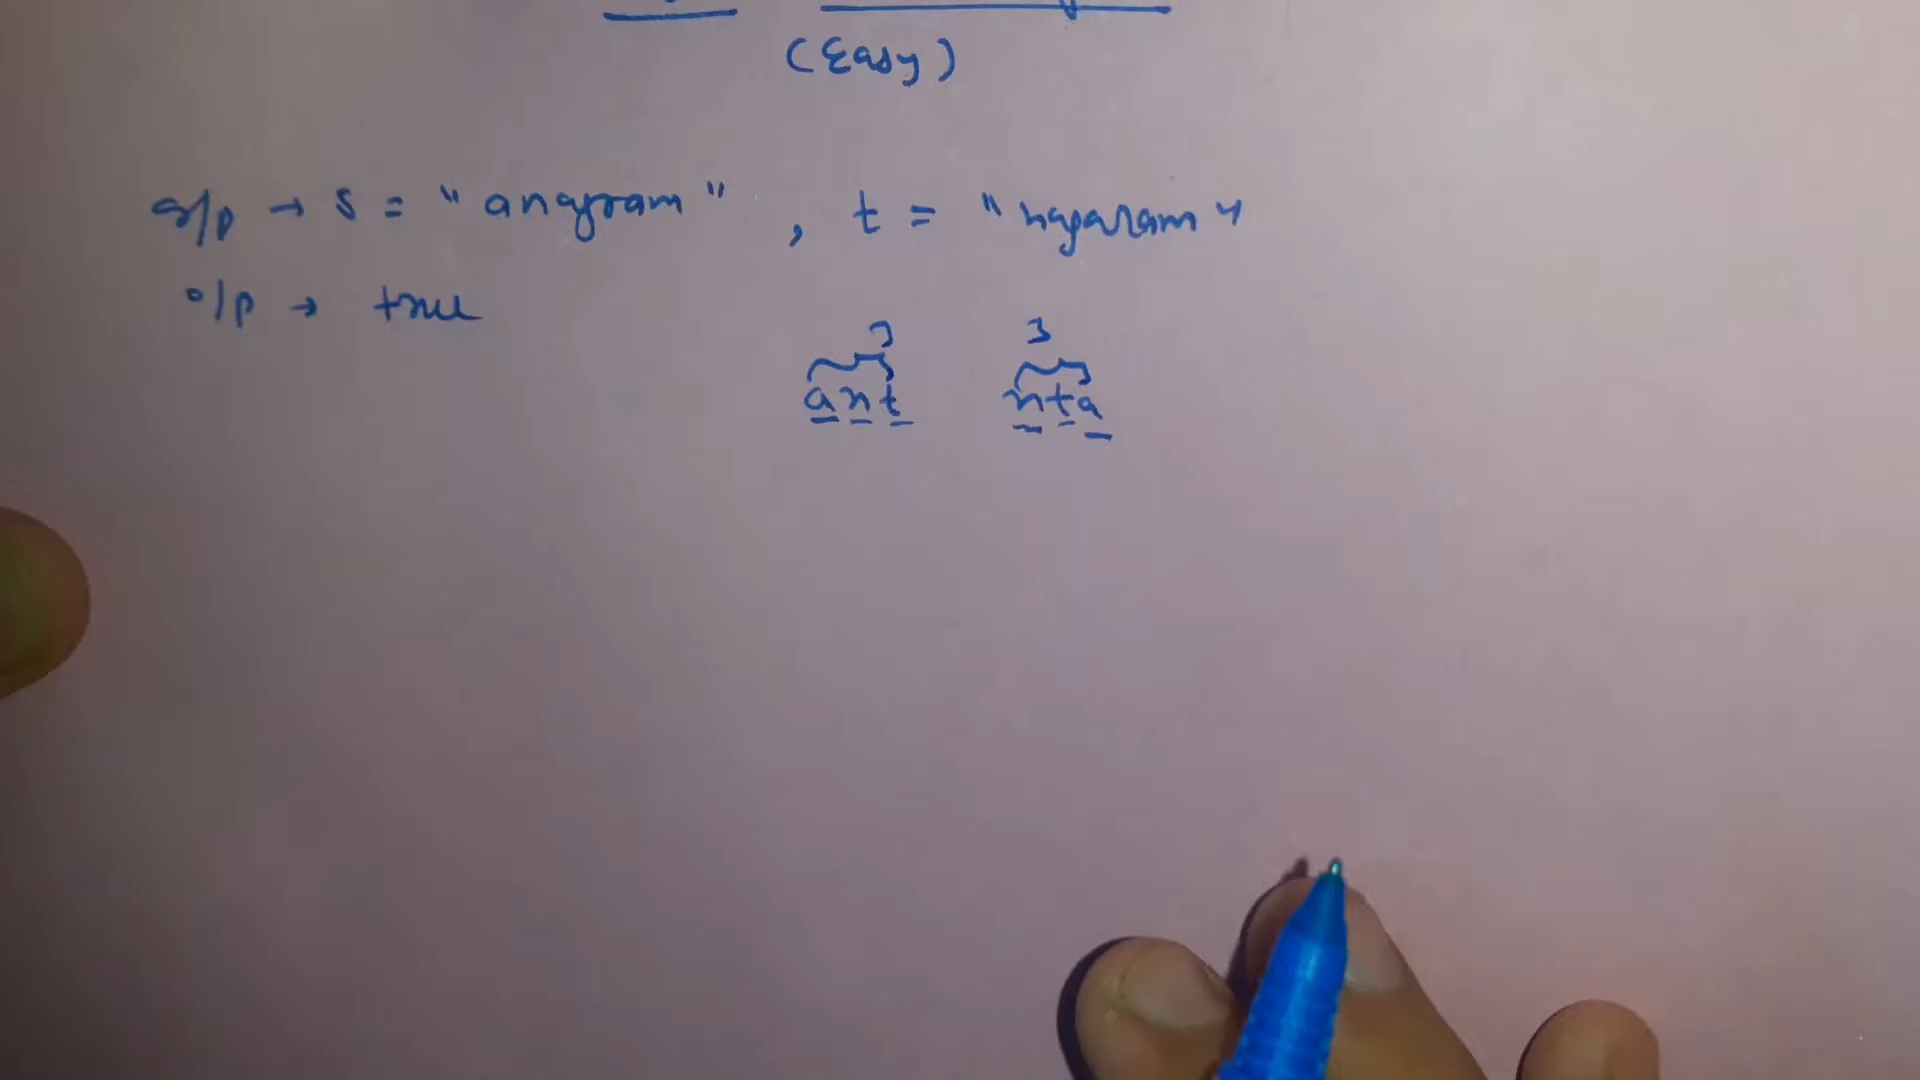 (Easy)
i/p → s = "anagram" , t = "nagaram"
o/p → true
3 3
ant nta